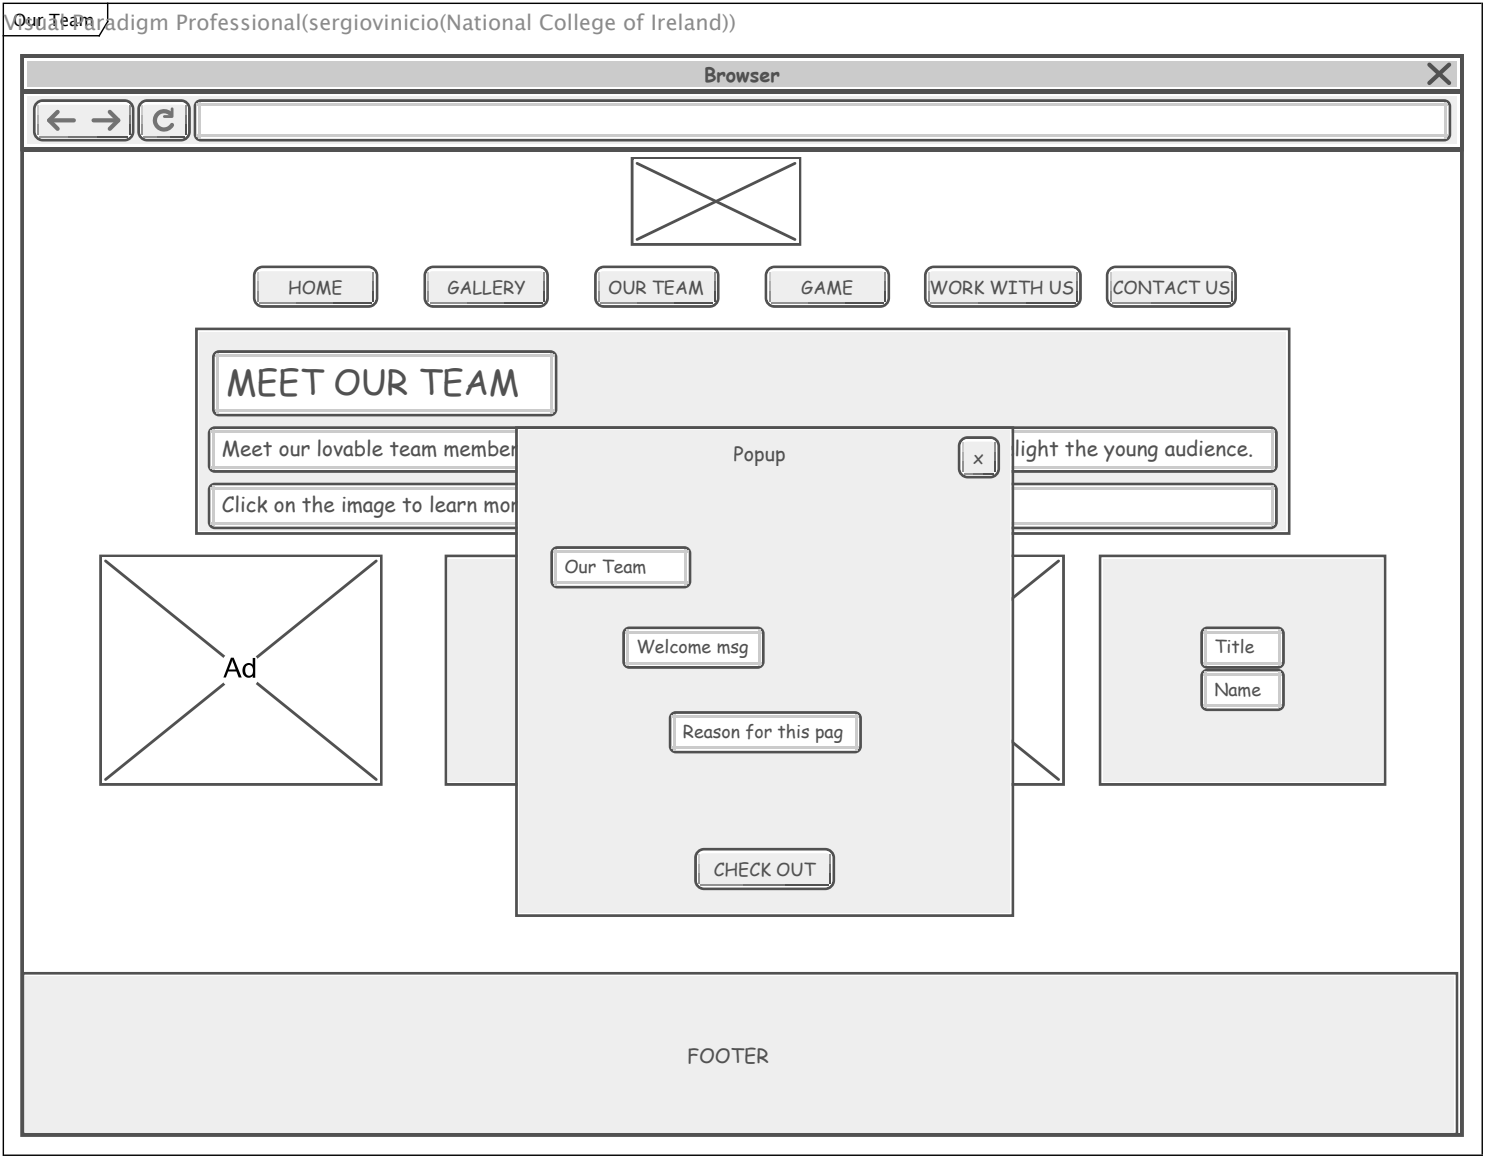 Our Team
Visual Paradigm Professional(sergiovinicio(National College of Ireland))
Browser
HOME GALLERY OUR TEAM GAME WORK WITH US CONTACT US
MEET OUR TEAM
Meet our lovable team member light the young audience.
Popup x
Click on the image to learn mor
Our Team
Welcome msg
Title
Ad
Name
Reason for this pag
CHECK OUT
FOOTER